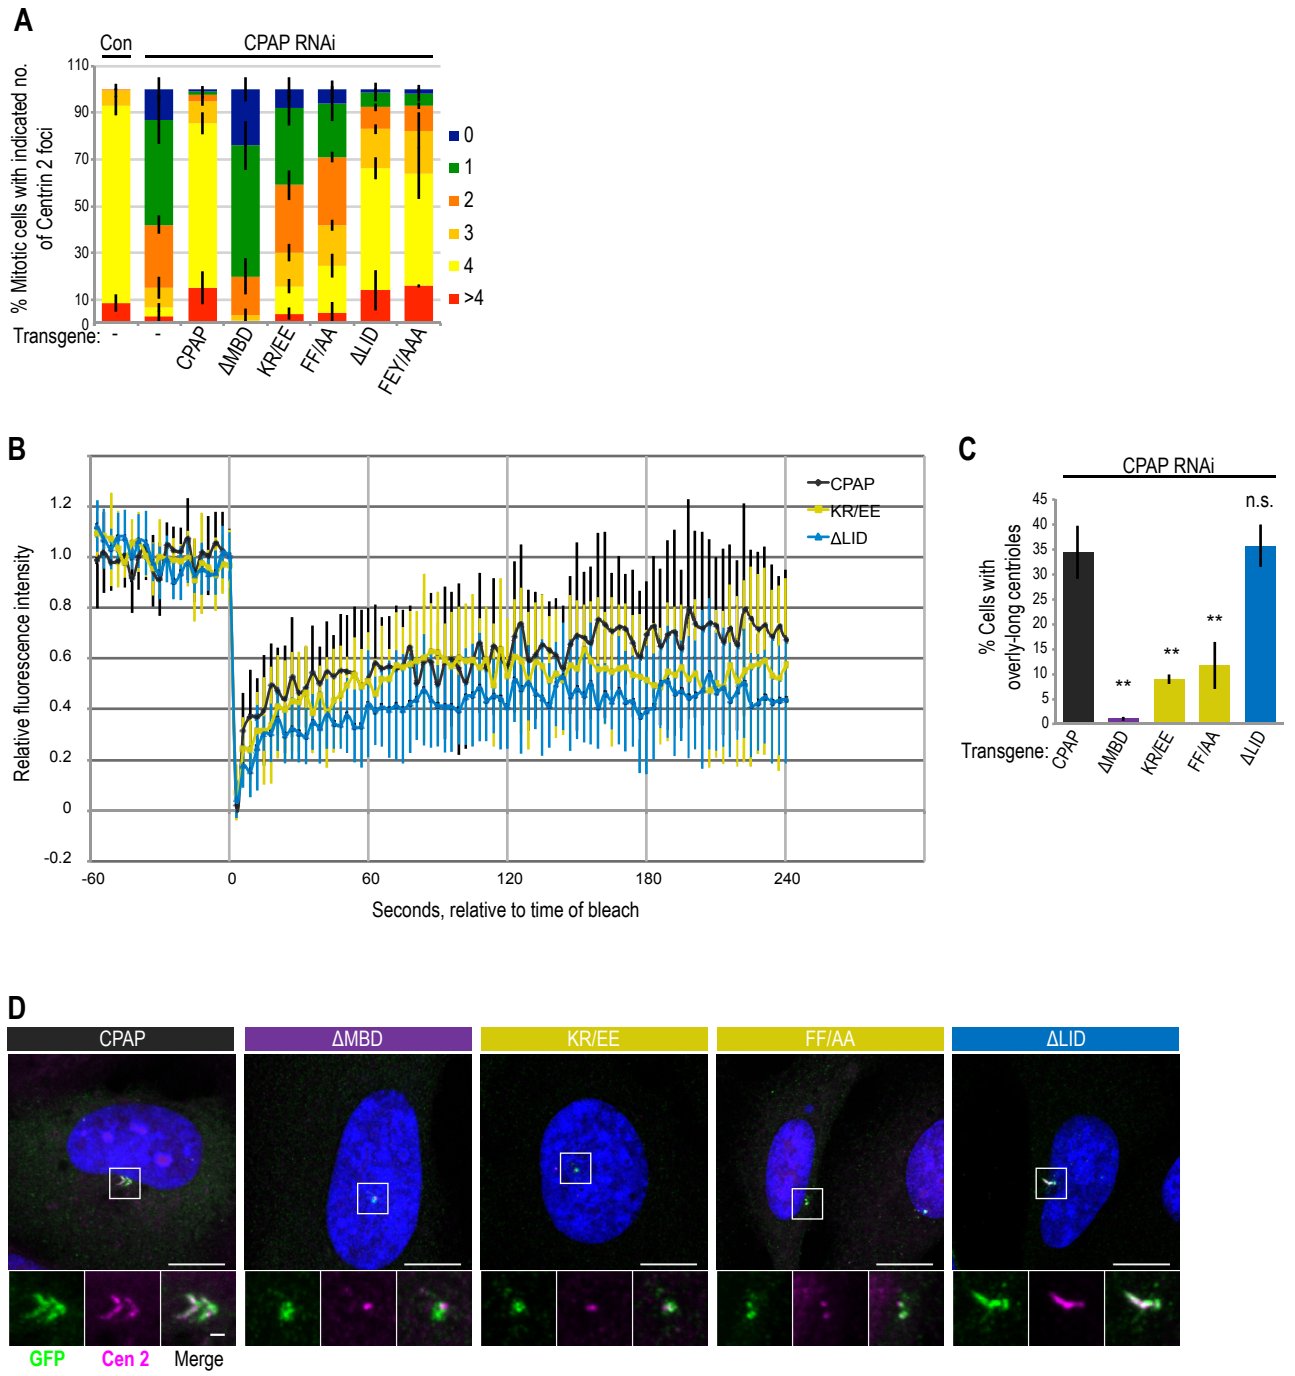 A
Con
CPAP RNAi
% Mitotic cells with indicated no.
of Centrin 2 foci
110
90
70
50
30
10
0
0
1
2
3
4
>4
Transgene:
-
-
CPAP
ΔMBD
KR/EE
FF/AA
ΔLID
FEY/AAA
B
Relative fluorescence intensity
1.2
1.0
0.8
0.6
0.4
0.2
0
-0.2
-60
0
60
120
180
240
Seconds, relative to time of bleach
CPAP
KR/EE
ΔLID
C
CPAP RNAi
% Cells with
overly-long centrioles
45
40
35
30
25
20
15
10
5
0
**
**
**
n.s.
Transgene:
CPAP
ΔMBD
KR/EE
FF/AA
ΔLID
D
CPAP
ΔMBD
KR/EE
FF/AA
ΔLID
GFP
Cen 2
Merge